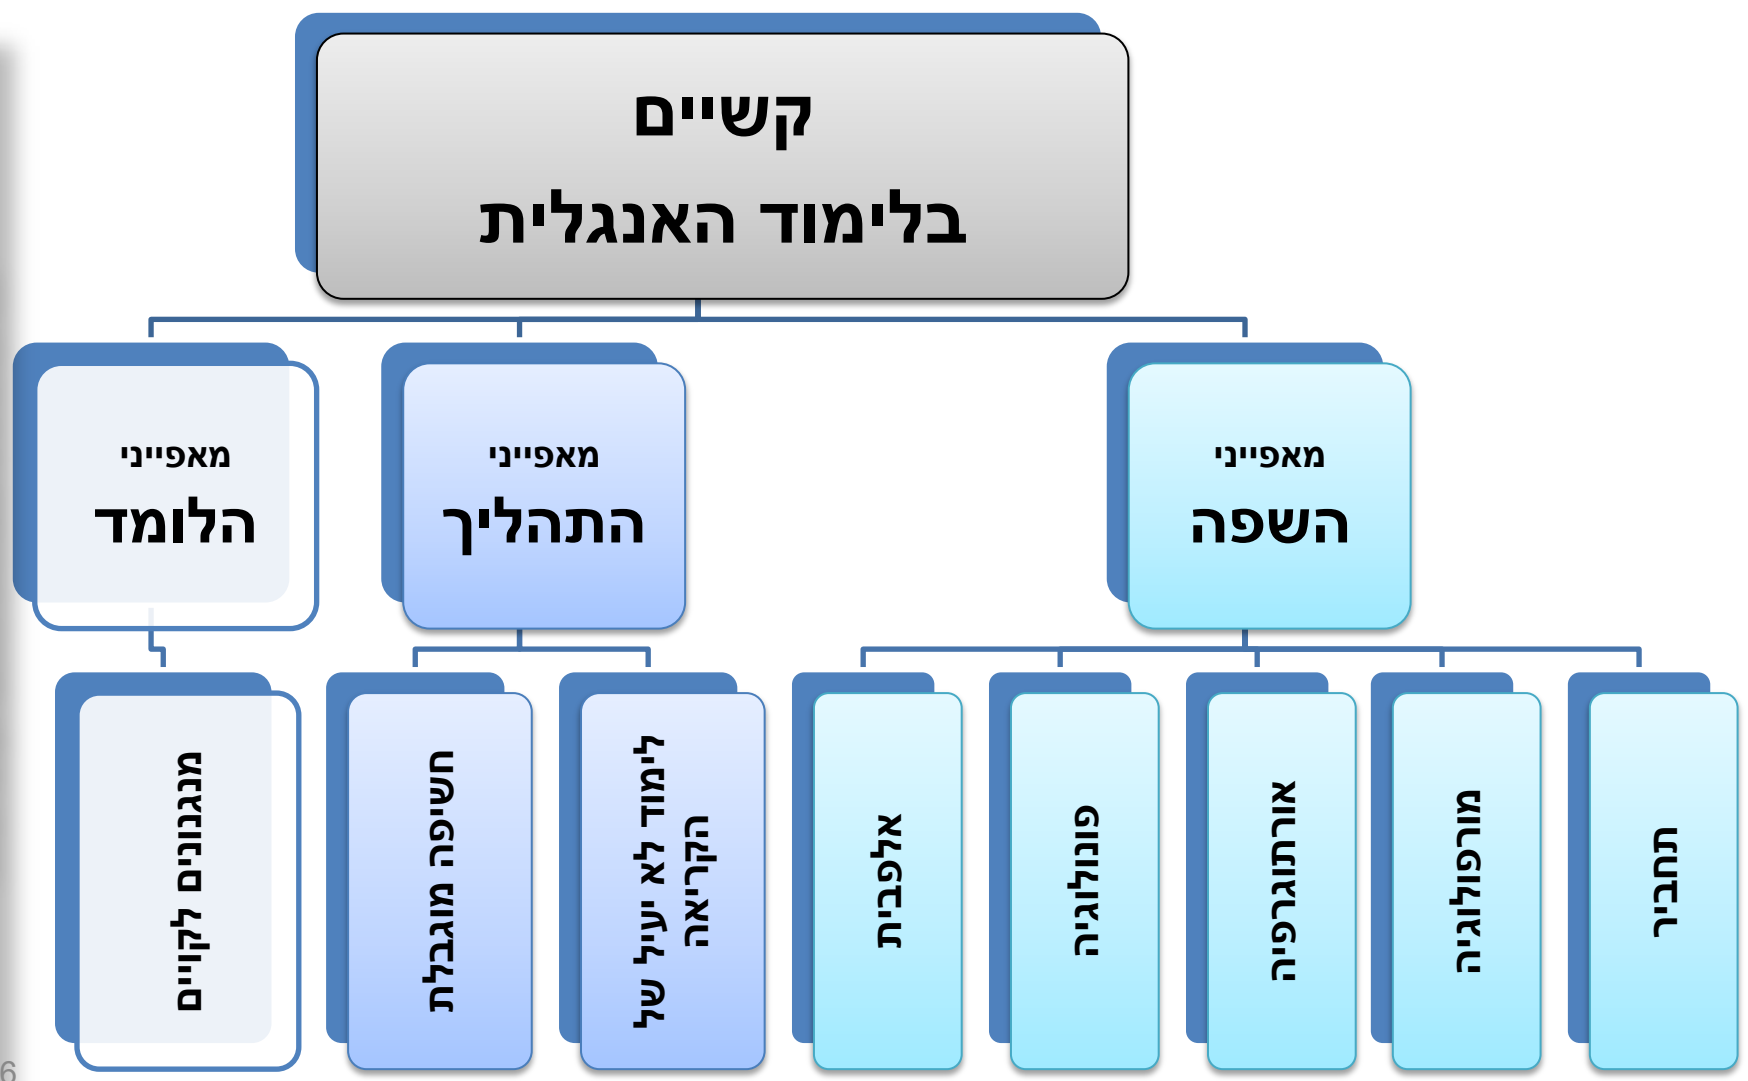 קשיים
בלימוד האנגלית
מאפייני
השפה
מאפייני
התהליך
מאפייני
הלומד
תחביר
מורפולוגיה
אורתוגרפיה
פונולוגיה
אלפבית
לימוד לא יעיל של
הקריאה
חשיפה מוגבלת
מנגנונים לקויים
6